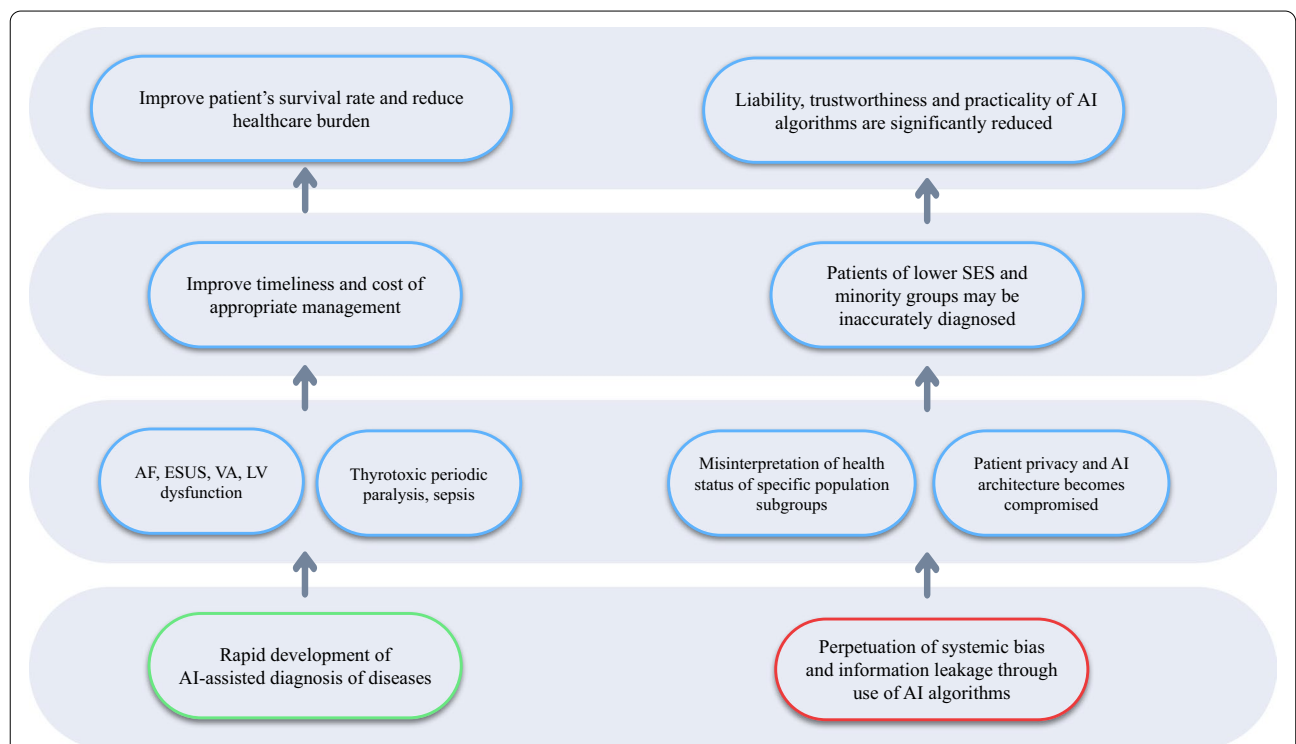 Improve patient's survival rate and reduce
healthcare burden
Liability, trustworthiness and practicality of AI
algorithms are significantly reduced
Improve timeliness and cost of
appropriate management
Patients of lower SES and
minority groups may be
inaccurately diagnosed
AF, ESUS, VA, LV
dysfunction
Thyrotoxic periodic
paralysis, sepsis
Misinterpretation of health
status of specific population
subgroups
Patient privacy and AI
architecture becomes
compromised
Rapid development of
AI-assisted diagnosis of diseases
Perpetuation of systemic bias
and information leakage through
use of AI algorithms